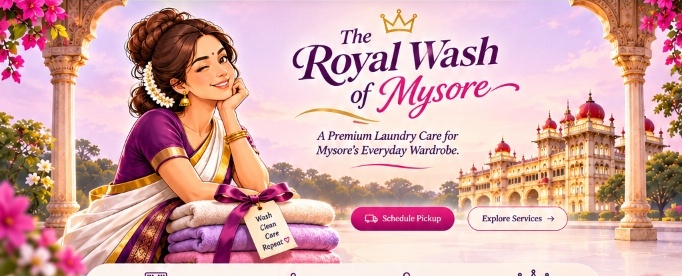 The
Royal Wash
of Mysore
A Premium Laundry Care for
Mysore's Everyday Wardrobe.
Schedule Pickup
Explore Services →
Wash
Clean
Care
Repeat ♡